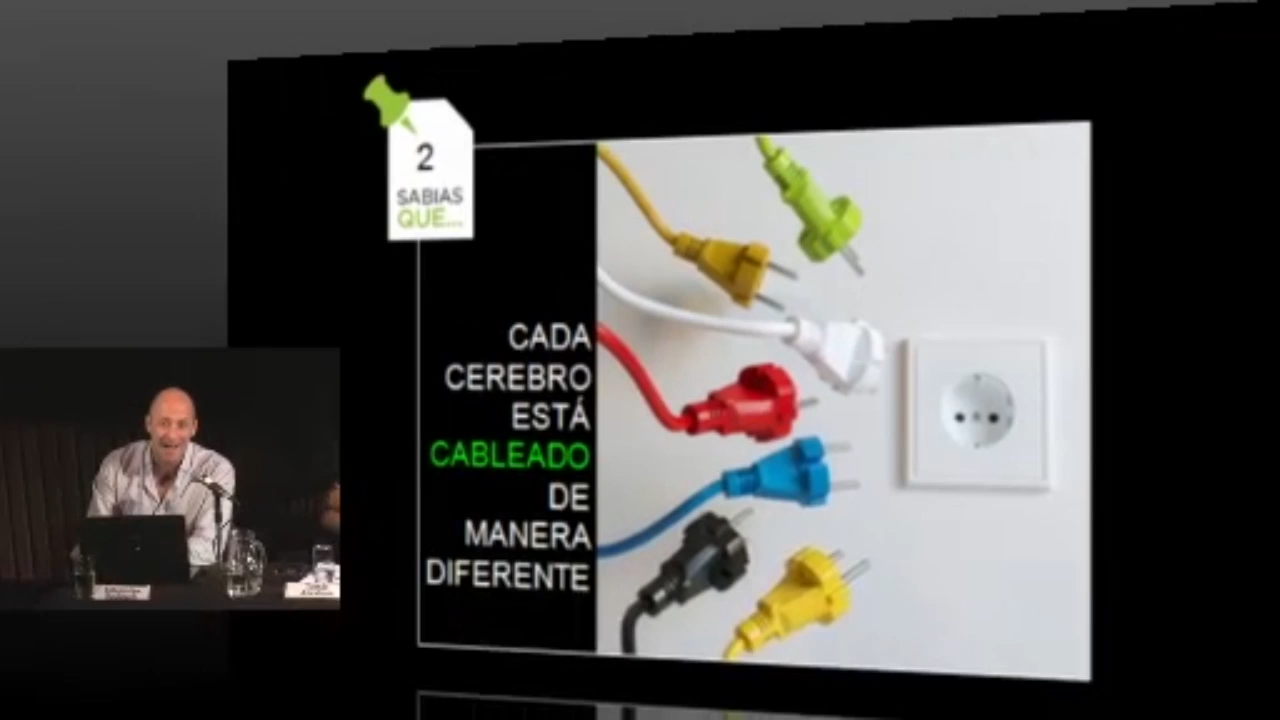 2
SABIAS
QUE...
CADA
CEREBRO
ESTÁ
CABLEADO
DE
MANERA
DIFERENTE